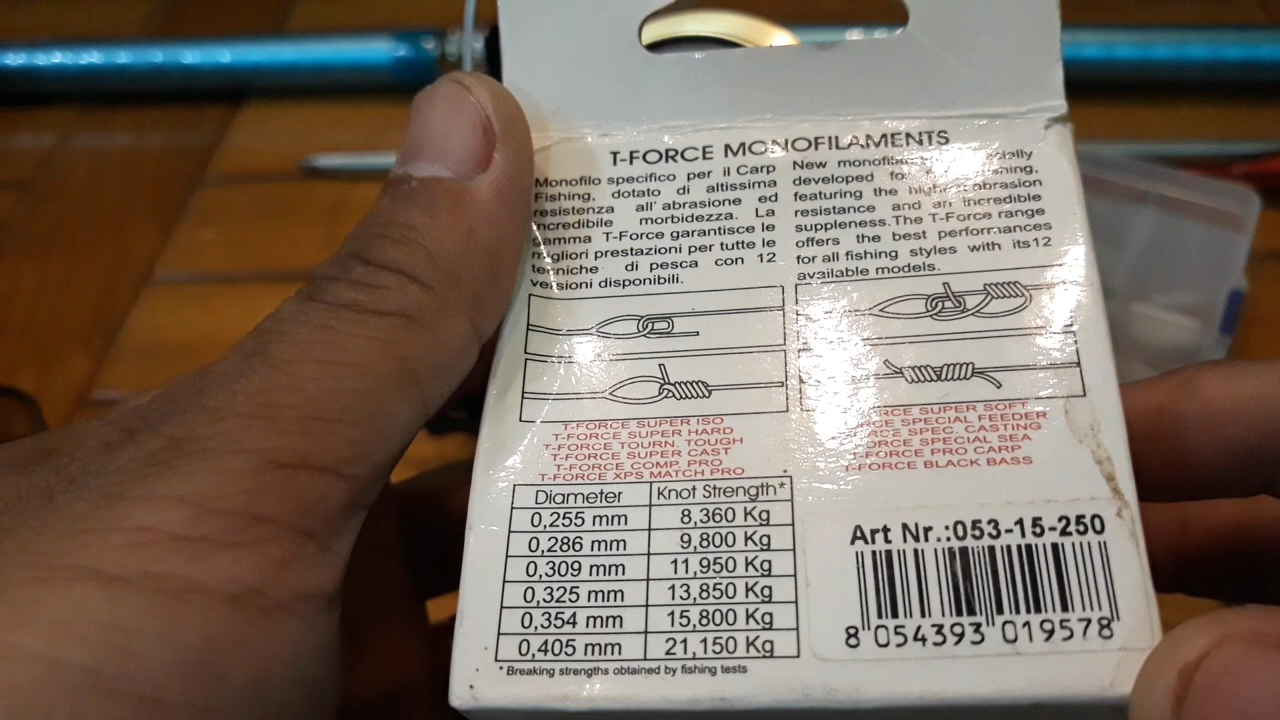 T-FORCE MONOFILAMENTS
Monofilo specifico per il Carp
Fishing, dotato di altissima
resistenza all'abrasione ed
incredibile morbidezza. La
gamma T-Force garantisce le
migliori prestazioni per tutte le
tecniche di pesca con 12
versioni disponibili.
New
developed
featuring the highest abrasion
resistance and an incredible
suppleness.The T-Force range
offers the best performances
for all fishing styles with its12
available models.
T-FORCE SUPER ISO
T-FORCE SUPER HARD
T-FORCE TOURN. TOUGH
T-FORCE SUPER CAST
T-FORCE COMP. PRO
T-FORCE XPS MATCH PRO
SUPER SOFT
SPECIAL FEEDER
SPEC. CASTING
SPECIAL SEA
T-FORCE PRO CARP
T-FORCE BLACK BASS
Diameter Knot Strength*
0,255 mm 8,360 Kg
0,286 mm 9,800 Kg
0,309 mm 11,950 Kg
0,325 mm 13,850 Kg
0,354 mm 15,800 Kg
0,405 mm 21,150 Kg
* Breaking strengths obtained by fishing tests
Art Nr.:053-15-250
8 054393 019578